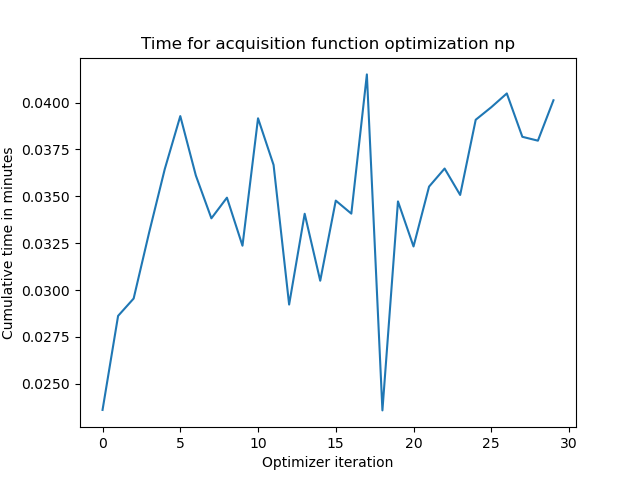 Time for acquisition function optimization np
Cumulative time in minutes
0.0400
0.0375
0.0350
0.0325
0.0300
0.0275
0.0250
0 5 10 15 20 25 30
Optimizer iteration